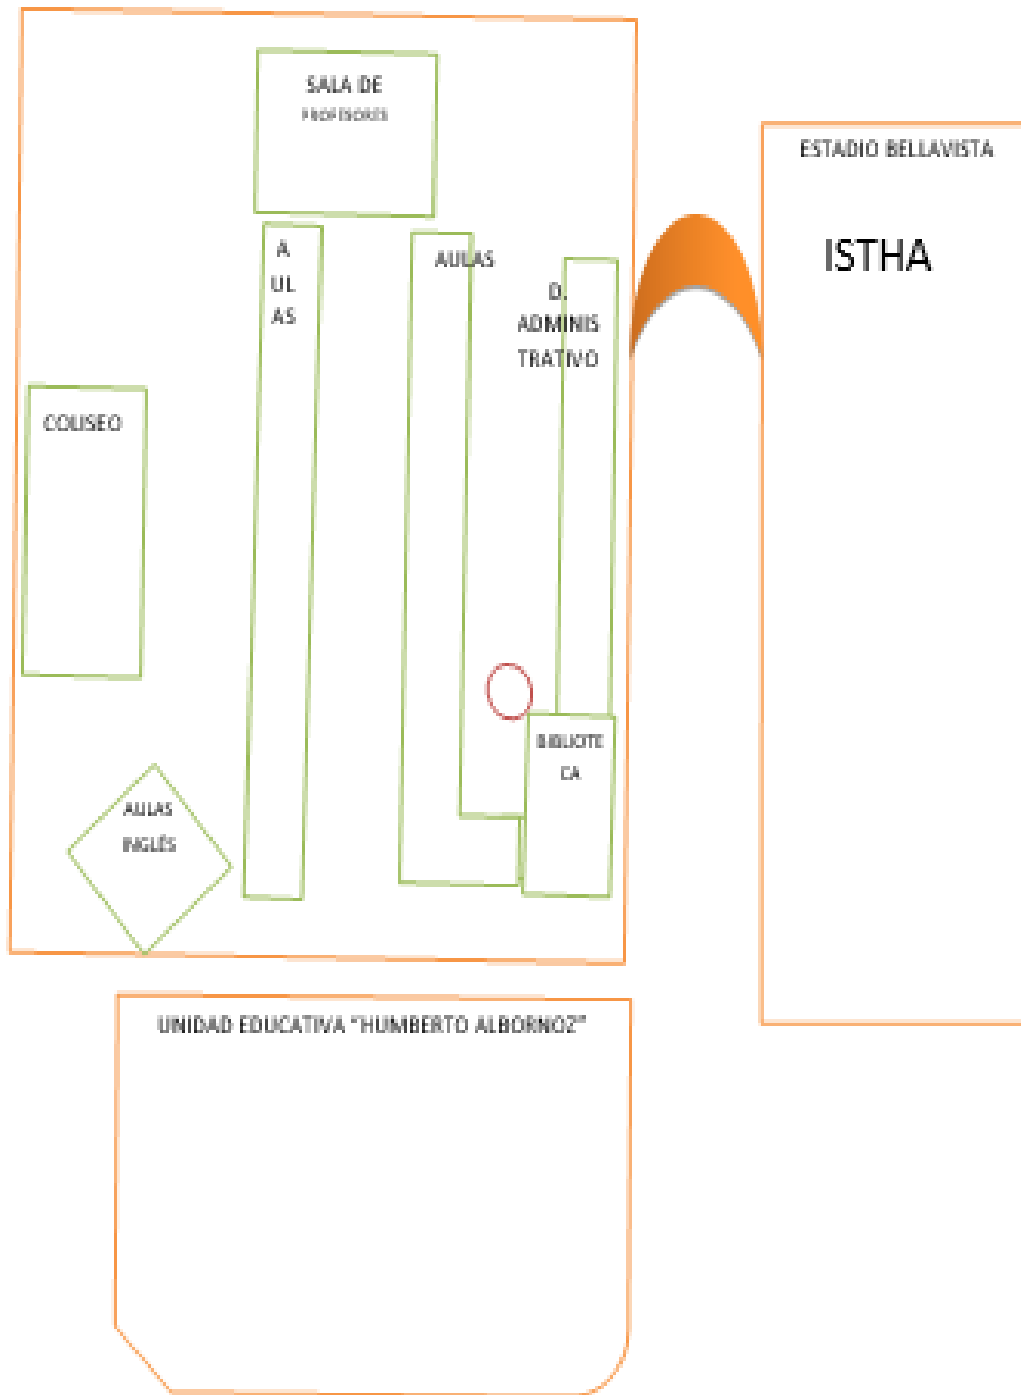 SALA DE
PROFESORES
ESTADIO BELLAVISTA
ISTHA
A
UL
AS
AULAS
D.
ADMINIS
TRATIVO
COLISEO
BIBLIOTE
CA
AULAS
INGLÉS
UNIDAD EDUCATIVA "HUMBERTO ALBORNOZ"